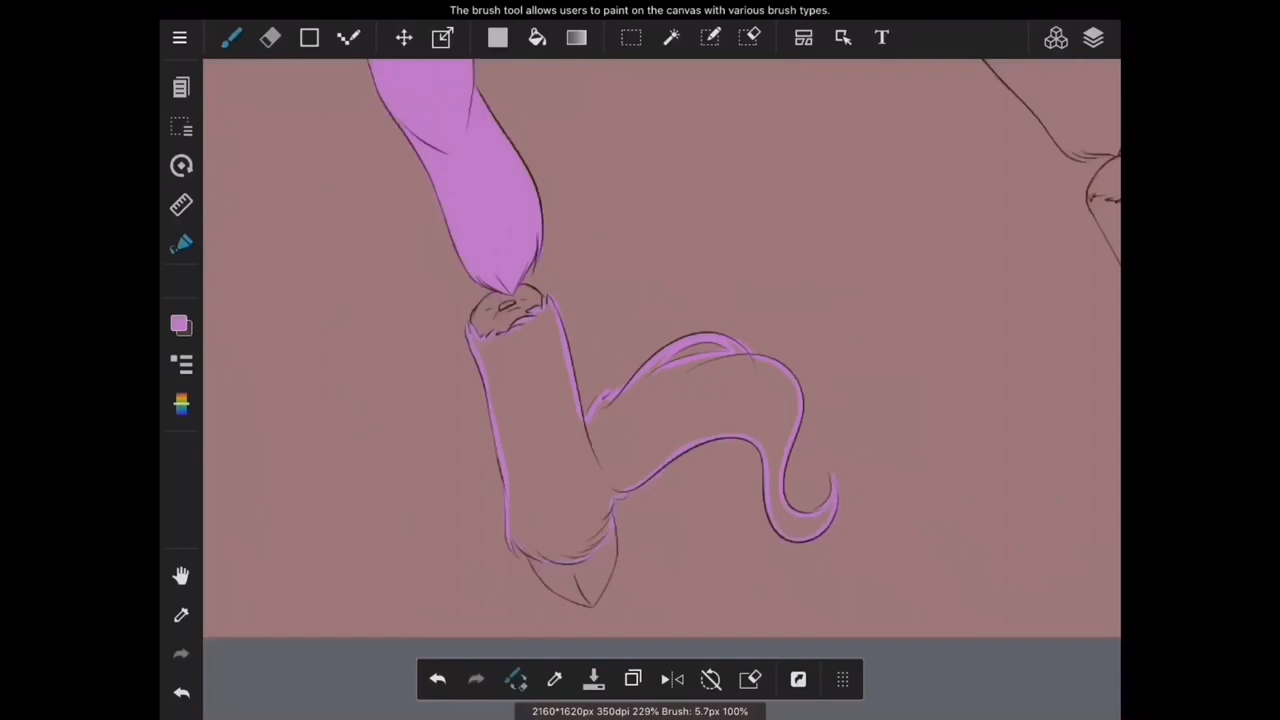 The brush tool allows users to paint on the canvas with various brush types.
T
2160*1620px 350dpi 229% Brush: 5.7px 100%